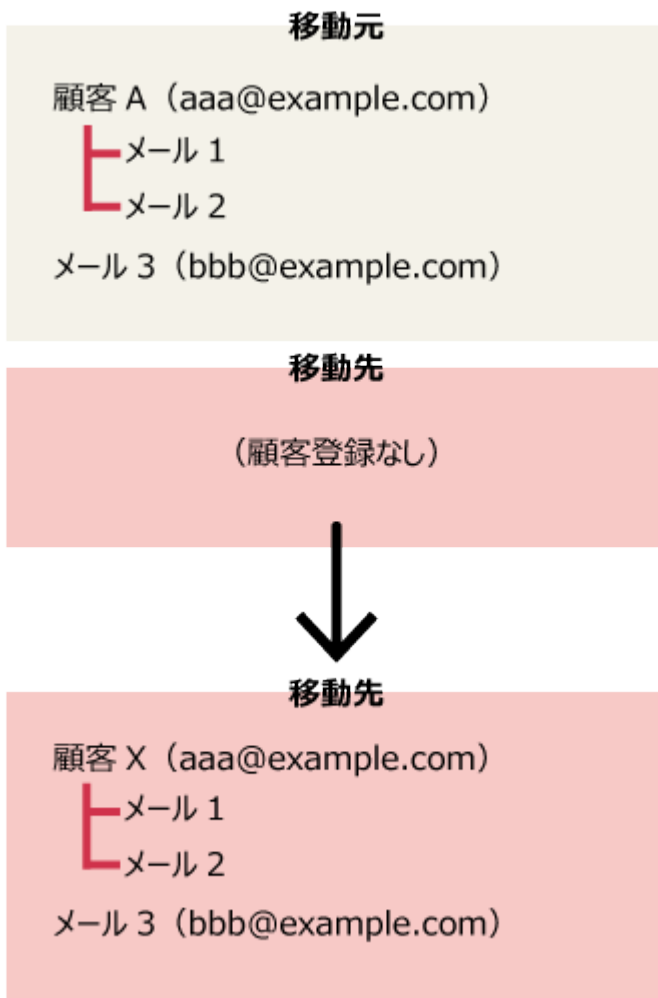 移動元
顧客 A（aaa@example.com）
メール 1
メール 2
メール 3（bbb@example.com）
移動先
（顧客登録なし）
移動先
顧客 X（aaa@example.com）
メール 1
メール 2
メール 3（bbb@example.com）